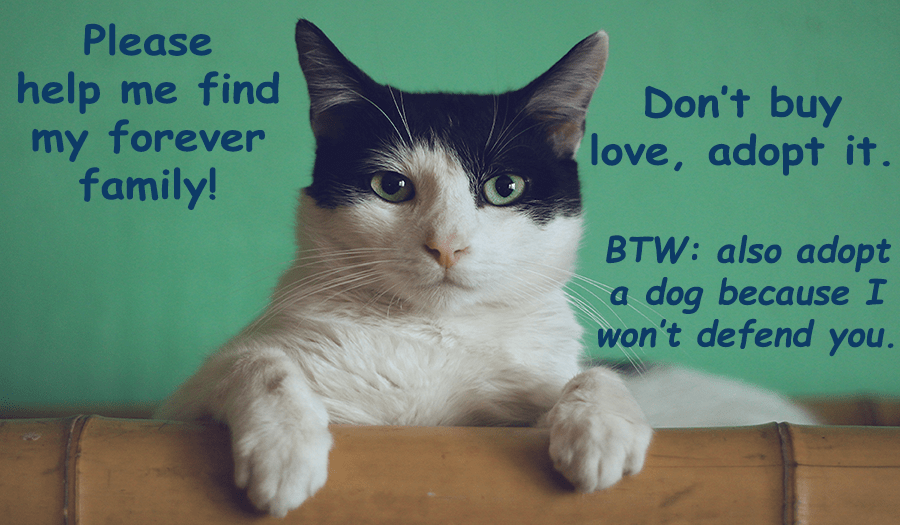 Please
help me find
my forever
family!
Don't buy
love, adopt it.
BTW: also adopt
a dog because I
won't defend you.